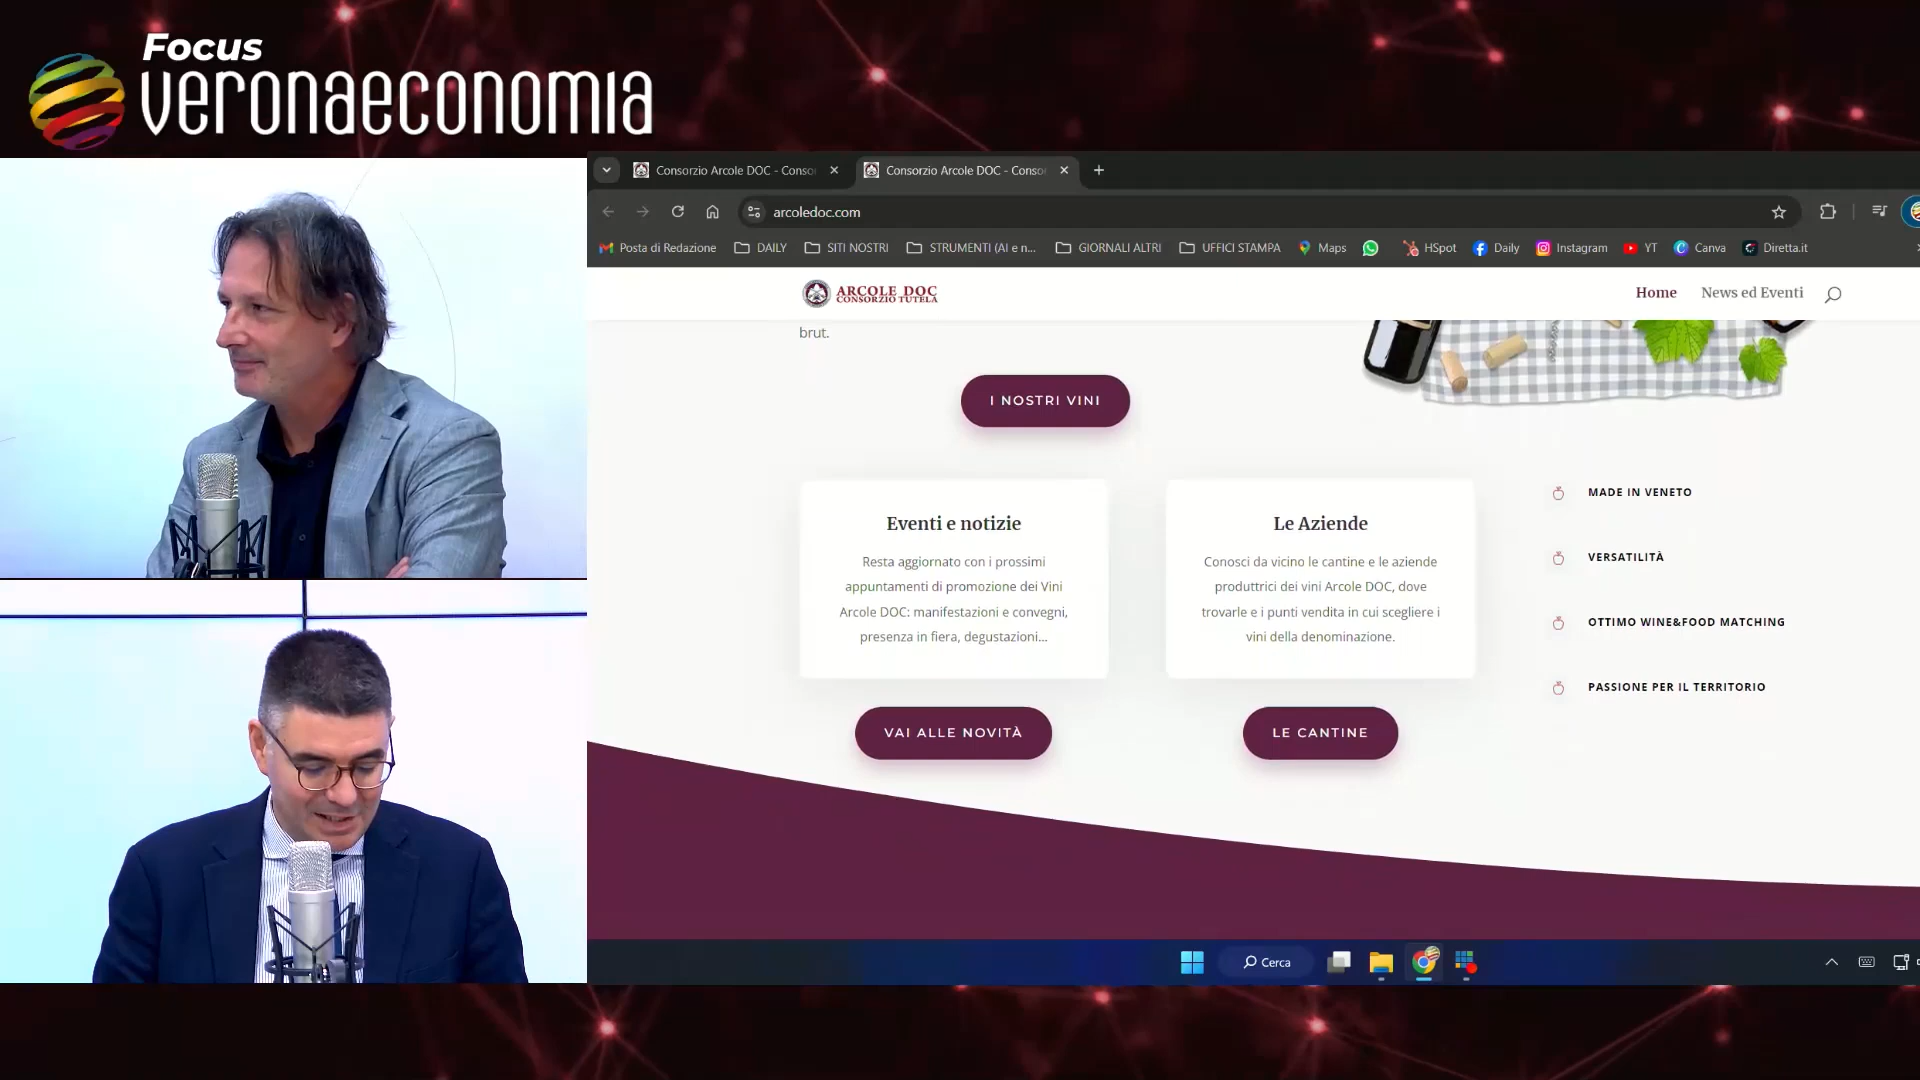 Focus
veronaeconomia
Consorzio Arcole DOC - Conso
Consorzio Arcole DOC - Conso
arcoledoc.com
Posta di Redazione
DAILY
SITI NOSTRI
STRUMENTI (AI e n...
GIORNALI ALTRI
UFFICI STAMPA
Maps
HSpot
Daily
Instagram
YT
Canva
Diretta.it
ARCOLE DOC
CONSORZIO TUTELA
Home
News ed Eventi
brut.
I NOSTRI VINI
Eventi e notizie
Resta aggiornato con i prossimi
appuntamenti di promozione dei Vini
Arcole DOC: manifestazioni e convegni,
presenza in fiera, degustazioni...
VAI ALLE NOVITÀ
Le Aziende
Conosci da vicino le cantine e le aziende
produttrici dei vini Arcole DOC, dove
trovarle e i punti vendita in cui scegliere i
vini della denominazione.
LE CANTINE
MADE IN VENETO
VERSATILITÀ
OTTIMO WINE&FOOD MATCHING
PASSIONE PER IL TERRITORIO
Cerca